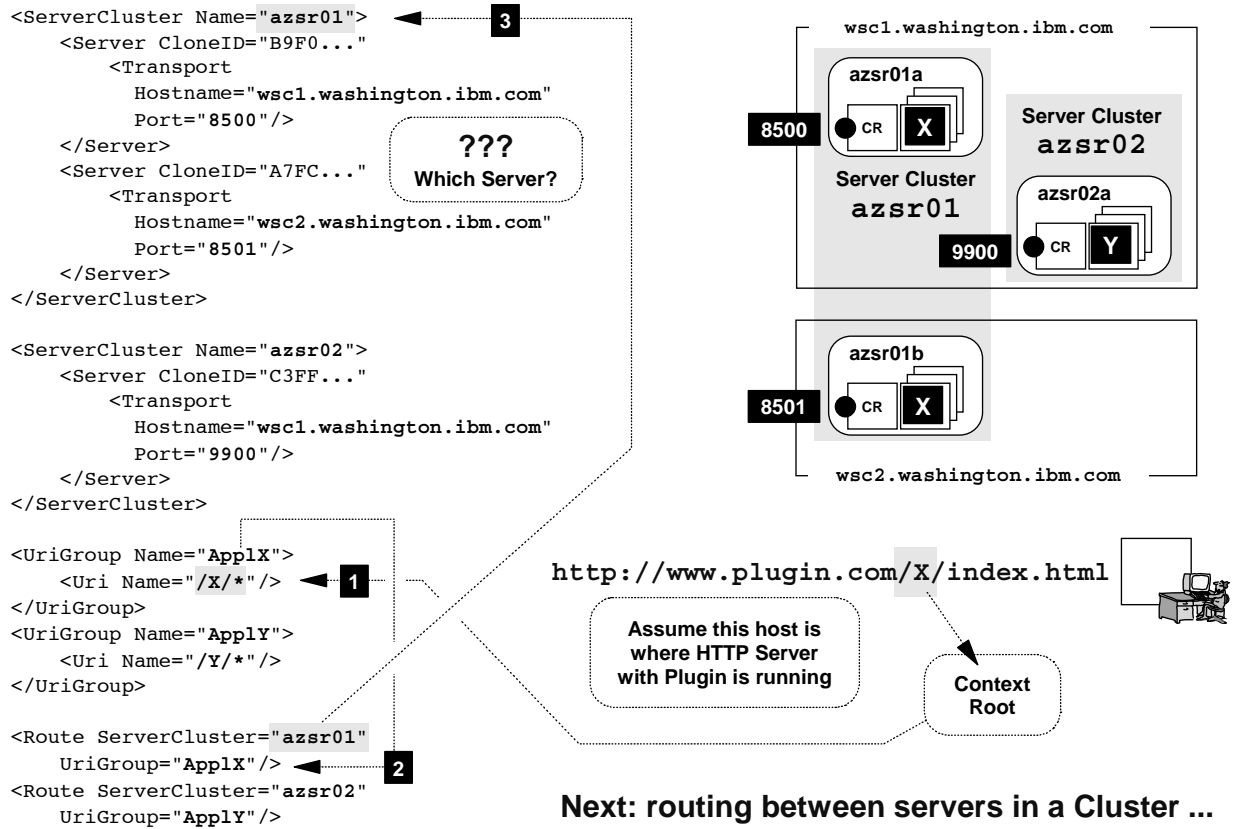 <ServerCluster Name="azsr01">
<Server CloneID="B9F0..."
<Transport
Hostname="wsc1.washington.ibm.com"
Port="8500"/>
</Server>
<Server CloneID="A7FC..."
<Transport
Hostname="wsc2.washington.ibm.com"
Port="8501"/>
</Server>
</ServerCluster>
<ServerCluster Name="azsr02">
<Server CloneID="C3FF..."
<Transport
Hostname="wsc1.washington.ibm.com"
Port="9900"/>
</Server>
</ServerCluster>
<UriGroup Name="ApplX">
<Uri Name="/X/*"/>
</UriGroup>
<UriGroup Name="ApplY">
<Uri Name="/Y/*"/>
</UriGroup>
<Route ServerCluster="azsr01"
UriGroup="ApplX"/>
<Route ServerCluster="azsr02"
UriGroup="ApplY"/>
3
???
Which Server?
1
2
wsc1.washington.ibm.com
azsr01a
8500
CR
X
Server Cluster
azsr01
Server Cluster
azsr02
azsr02a
9900
CR
Y
azsr01b
8501
CR
X
wsc2.washington.ibm.com
http://www.plugin.com/X/index.html
Assume this host is
where HTTP Server
with Plugin is running
Context
Root
Next: routing between servers in a Cluster ...